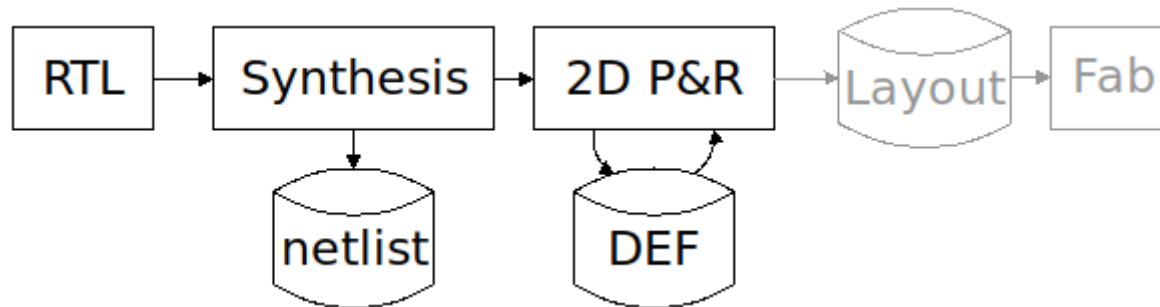 RTL
Synthesis
2D P&R
Layout
Fab
netlist
DEF